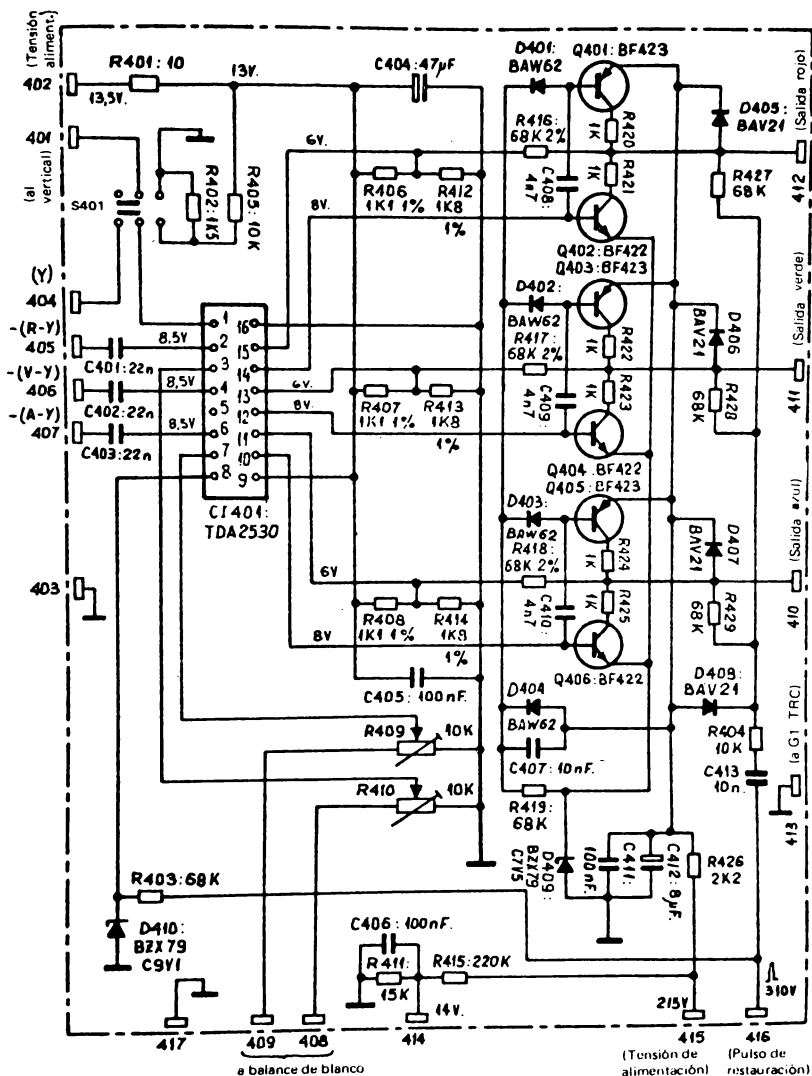 (Tensión
aliment.)
402
R401:10
13,5V.
13V.
C404:47µF
D401:
BAW62
Q401:BF423
(Salida rojo)
D405:
BAV21
412
401
(al
vertical)
S401
R402:1K5
R405:10K
6V.
8V.
R406
1K1 1%
R412
1K8
1%
R416:
68K 2%
C408:
4n7
R420
1K
R421
1K
R427
68K
Q402:BF422
Q403:BF423
(Y)
404
-(R-Y)
405
C401:22n
8,5V.
-(V-Y)
406
C402:22n
8,5V.
-(A-Y)
407
C403:22n
8,5V.
1
2
3
4
5
6
7
8
16
15
14
13
12
11
10
9
CI401:
TDA2530
6V.
8V.
R407
1K1 1%
R413
1K8
1%
D402:
BAW62
R417:
68K 2%
C409:
4n7
R422
1K
R423
1K
Q404:BF422
Q405:BF423
D406
BAV21
R428
68K
(Salida verde)
411
403
6V
8V
R408
1K1 1%
R414
1K8
1%
D403:
BAW62
R418:
68K 2%
C410:
4n7
R424
1K
R425
1K
Q406:BF422
D407
BAV21
R429
68K
(Salida azul)
410
C405:100nF.
D404
BAW62
C407:10nF.
R419:
68K
D408:
BAV21
R404
10K
C413
10n.
(a G1 TRC)
413
R409
10K
R410
10K
D409:
BZX79
C7V5
100nF.
C411:
C412:8µF.
R426
2K2
R403:68K
D410:
BZX79
C9V1
C406:100nF.
R411:
15K
R415:220K
14V.
215V
310V
417
409
408
414
415
416
a balance de blanco
(Tensión de
alimentación)
(Pulso de
restauración)